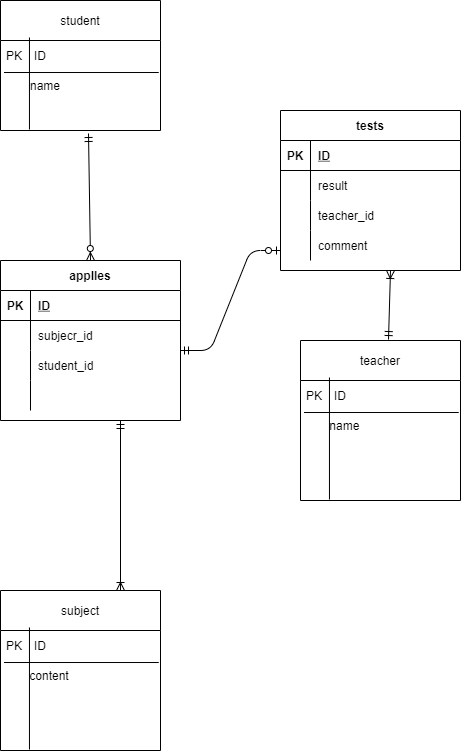 student
PK ID
name
tests
PK ID
result
teacher_id
comment
applles
PK ID
subjecr_id
student_id
teacher
PK ID
name
subject
PK ID
content